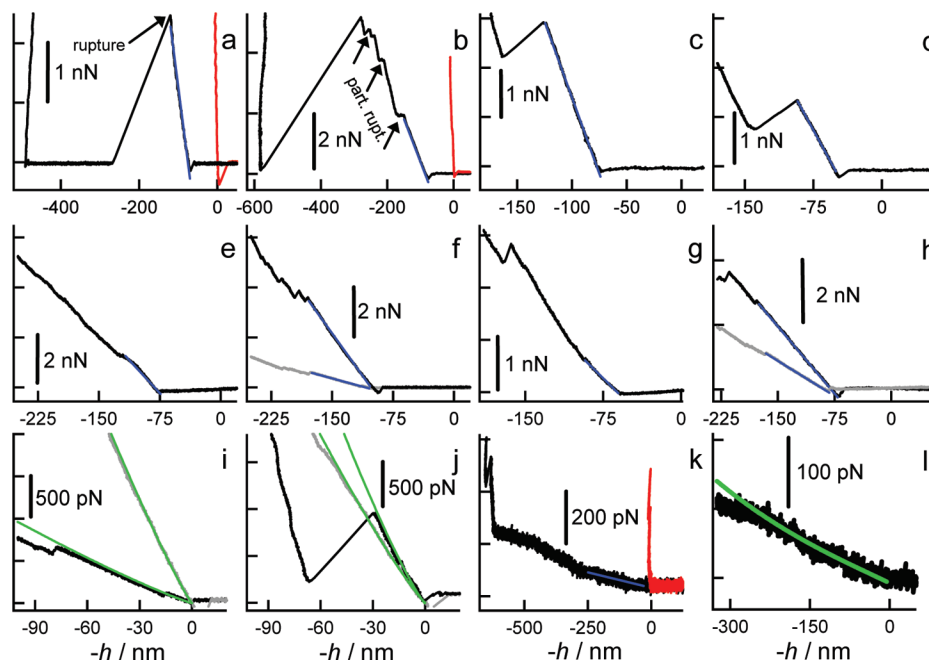 rupture
a
1 nN
-400 -200 0
b
part. rupt.
2 nN
-600 -400 -200 0
c
1 nN
-150 -100 -50 0
d
1 nN
-150 -75 0
e
2 nN
-225 -150 -75 0
f
2 nN
-225 -150 -75
g
1 nN
-150 -75 0
h
2 nN
-225 -150 -75 0
i
500 pN
-90 -60 -30 0
-h / nm
j
500 pN
-90 -60 -30 0
-h / nm
k
200 pN
-500 -250 0
-h / nm
l
100 pN
-300 -200 -100 0
-h / nm